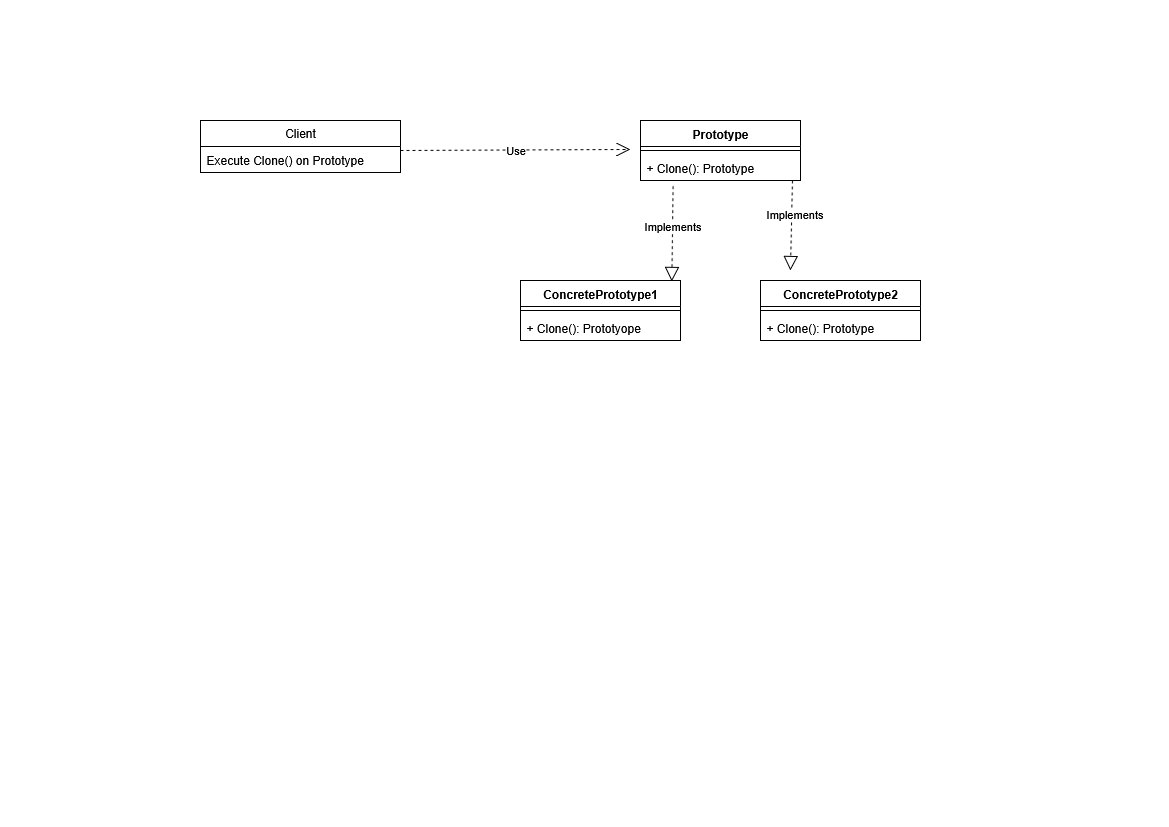 Client
Execute Clone() on Prototype
Use
Prototype
+ Clone(): Prototype
Implements
Implements
ConcretePrototype1
+ Clone(): Prototyope
ConcretePrototype2
+ Clone(): Prototype